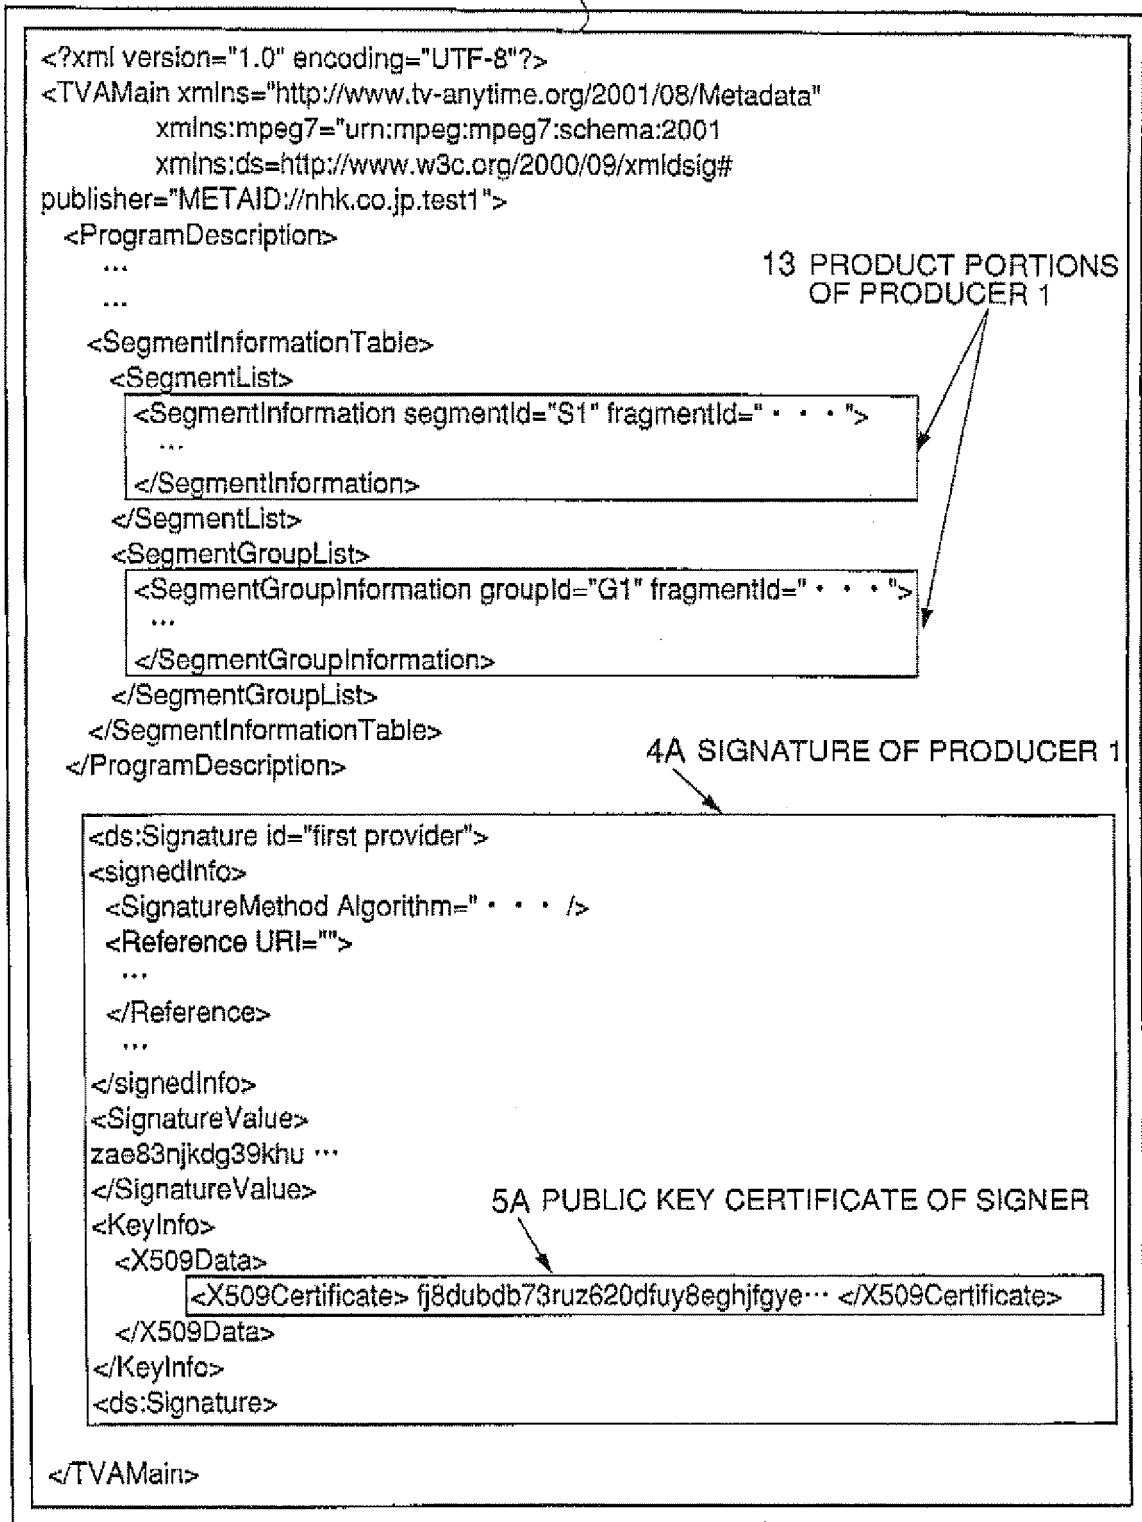 <?xml version="1.0" encoding="UTF-8"?>
<TVAMain xmlns="http://www.tv-anytime.org/2001/08/Metadata"
xmlns:mpeg7="urn:mpeg:mpeg7:schema:2001
xmlns:ds=http://www.w3c.org/2000/09/xmldsig#
publisher="METAID://nhk.co.jp.test1">
<ProgramDescription>
...
13 PRODUCT PORTIONS
OF PRODUCER 1
...
<SegmentInformationTable>
<SegmentList>
<SegmentInformation segmentId="S1" fragmentId="・・・">
...
</SegmentInformation>
</SegmentList>
<SegmentGroupList>
<SegmentGroupInformation groupId="G1" fragmentId="・・・">
...
</SegmentGroupInformation>
</SegmentGroupList>
</SegmentInformationTable>
4A SIGNATURE OF PRODUCER 1
</ProgramDescription>
<ds:Signature id="first provider">
<signedInfo>
<SignatureMethod Algorithm="・・・ />
<Reference URI="">
...
</Reference>
...
</signedInfo>
<SignatureValue>
zae83njkdg39khu ...
</SignatureValue>
5A PUBLIC KEY CERTIFICATE OF SIGNER
<KeyInfo>
<X509Data>
<X509Certificate> fj8dubdb73ruz620dfuy8eghjfgye... </X509Certificate>
</X509Data>
</KeyInfo>
<ds:Signature>
</TVAMain>